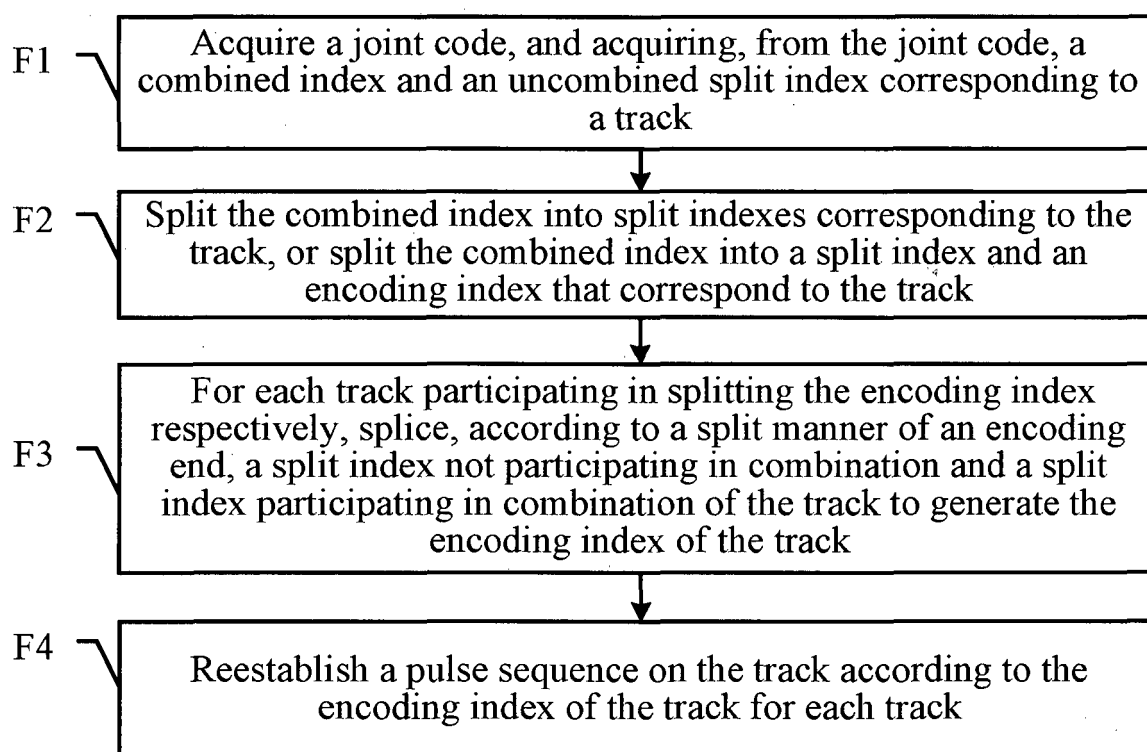 F1
Acquire a joint code, and acquiring, from the joint code, a
combined index and an uncombined split index corresponding to
a track
F2
Split the combined index into split indexes corresponding to the
track, or split the combined index into a split index and an
encoding index that correspond to the track
F3
For each track participating in splitting the encoding index
respectively, splice, according to a split manner of an encoding
end, a split index not participating in combination and a split
index participating in combination of the track to generate the
encoding index of the track
F4
Reestablish a pulse sequence on the track according to the
encoding index of the track for each track